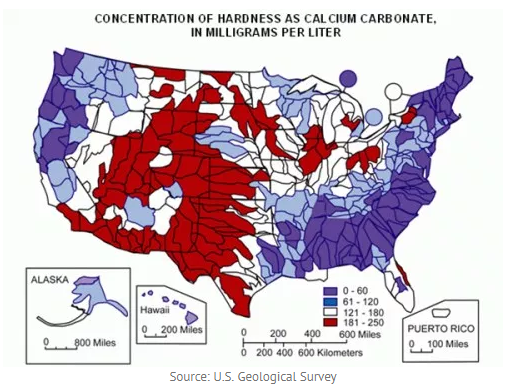 CONCENTRATION OF HARDNESS AS CALCIUM CARBONATE,
IN MILLIGRAMS PER LITER
ALASKA
0 800 Miles
Hawaii
0 200 Miles
0 - 60
61 - 120
121 - 180
181 - 250
0 200 400 600 Miles
0 200 400 600 Kilometers
PUERTO RICO
0 100 Miles
Source: U.S. Geological Survey